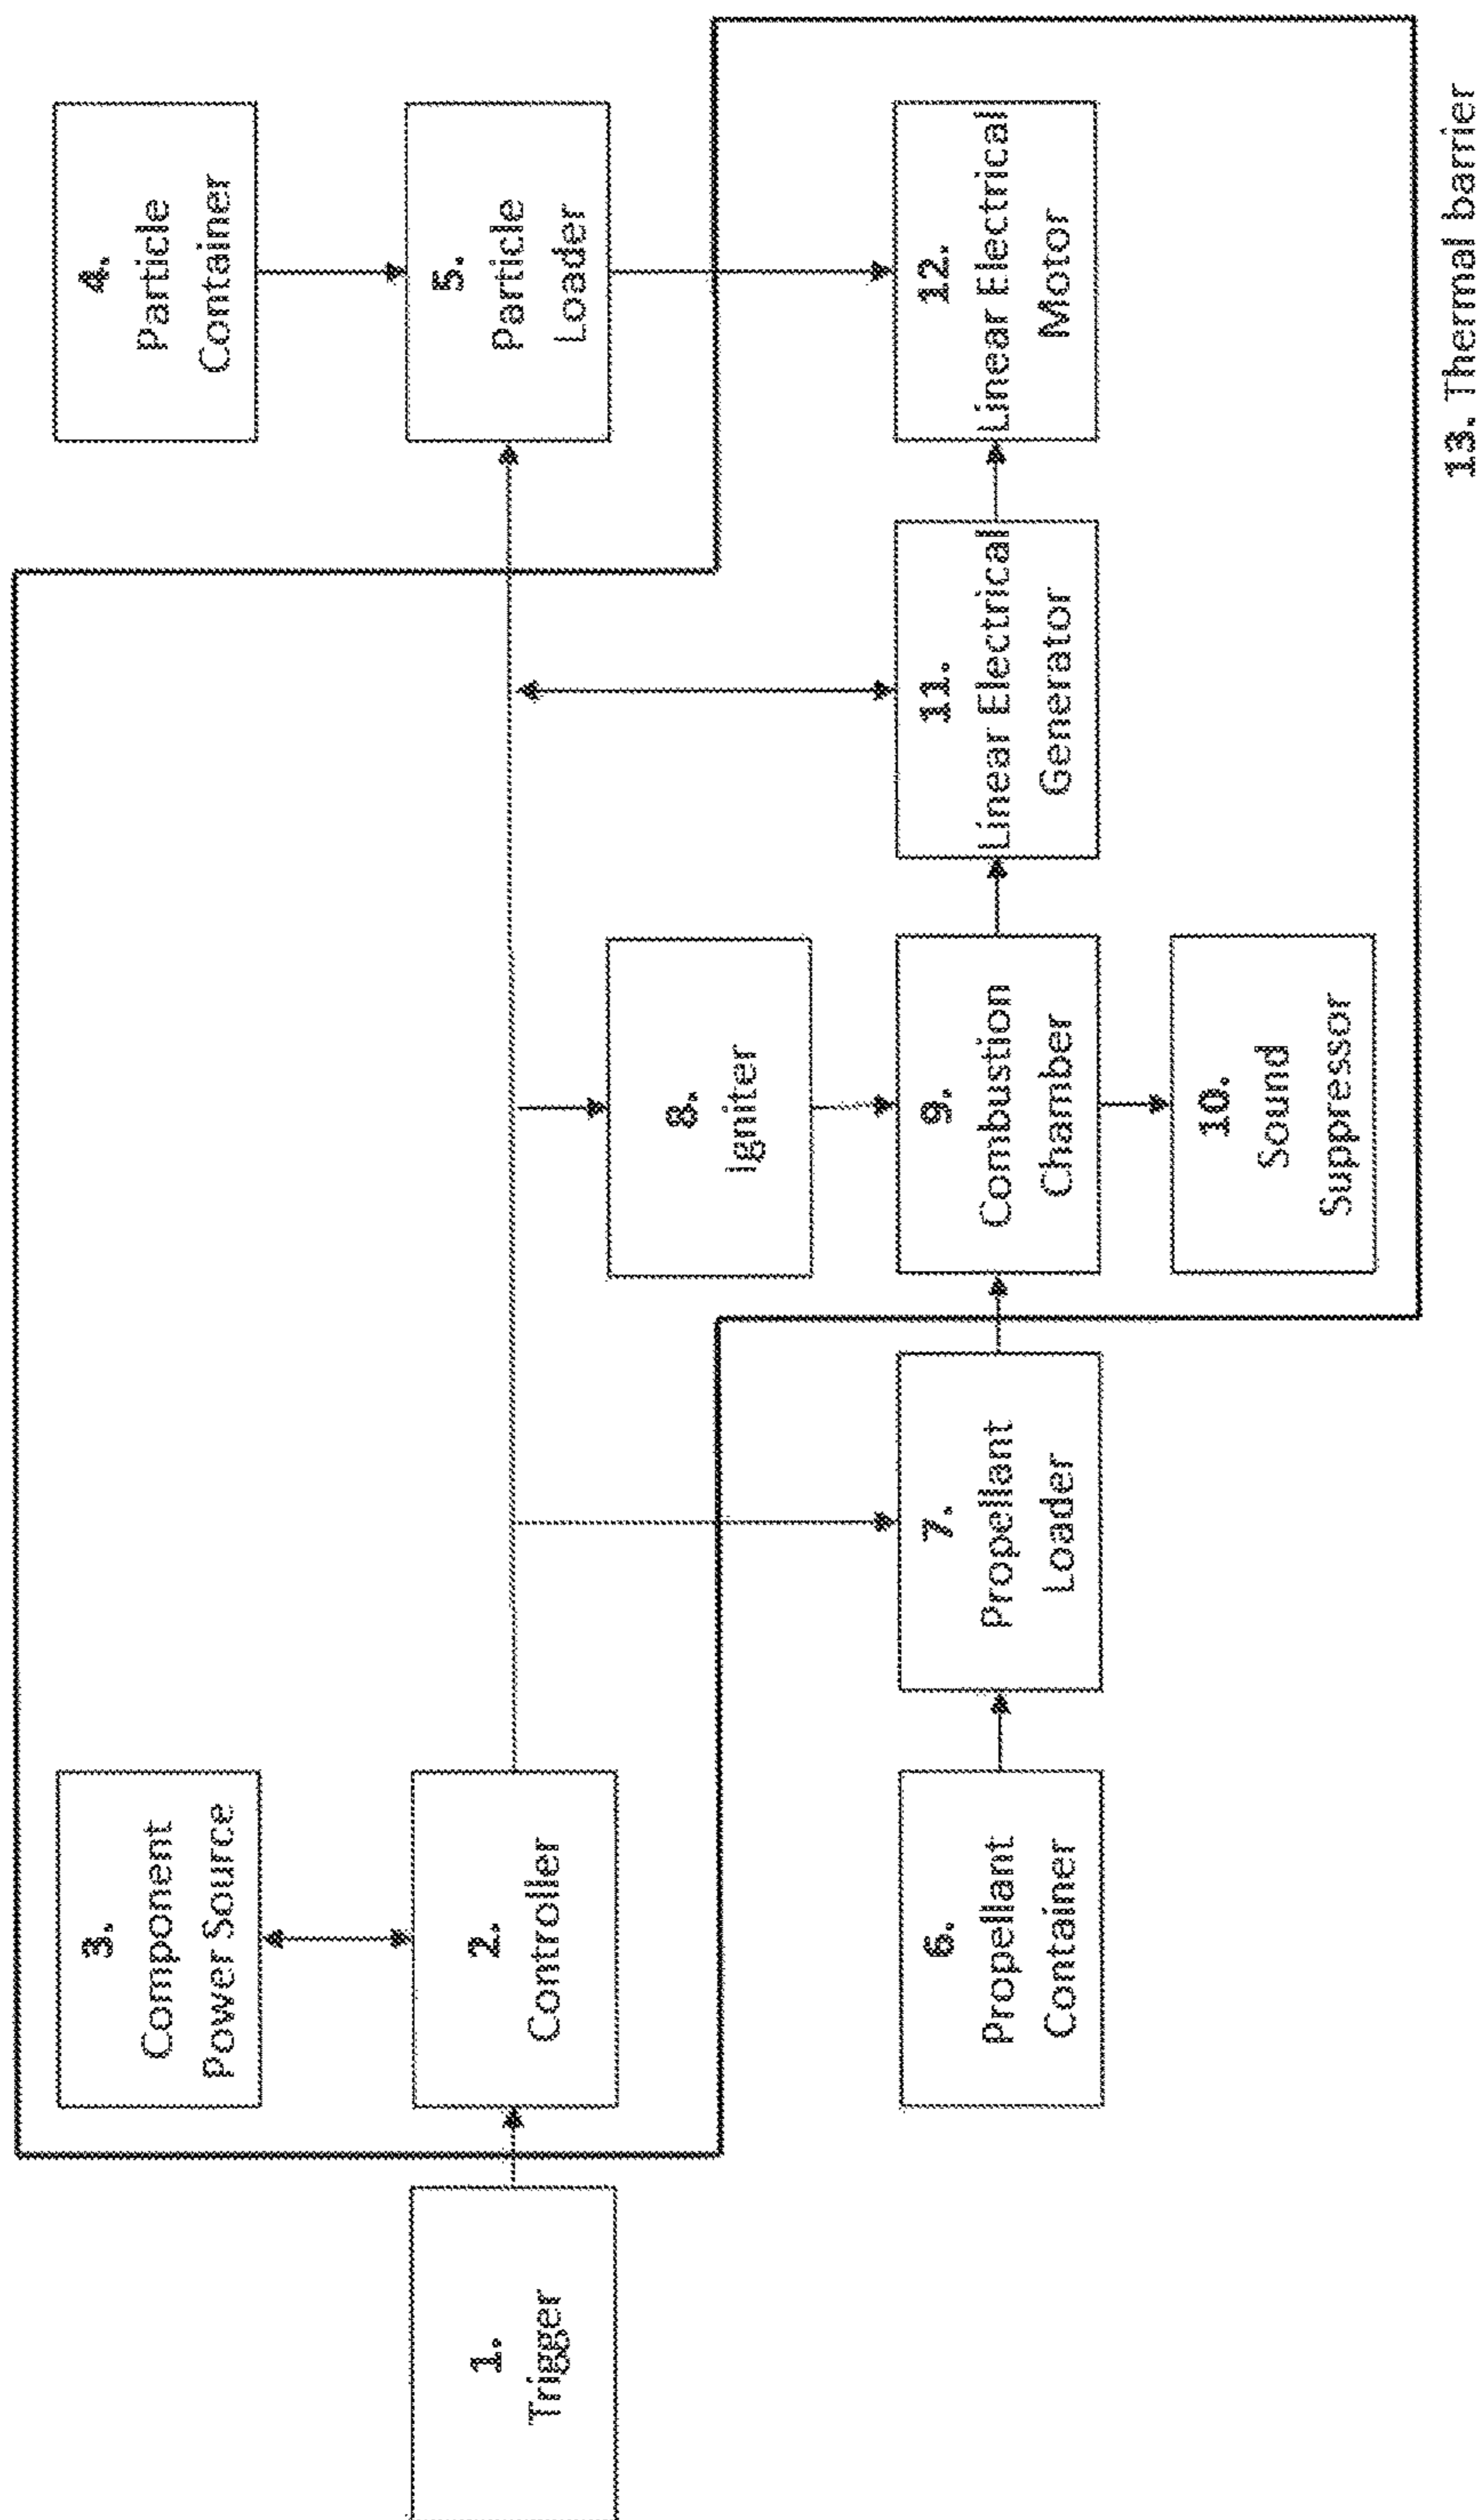 1.
Trigger
2.
Controller
3.
Component
Power Source
4.
Particle
Container
5.
Particle
Loader
6.
Propellant
Container
7.
Propellant
Loader
8.
Igniter
9.
Combustion
Chamber
10.
Sound
Suppressor
11.
Linear Electrical
Generator
12.
Linear Electrical
Motor
13. Thermal barrier